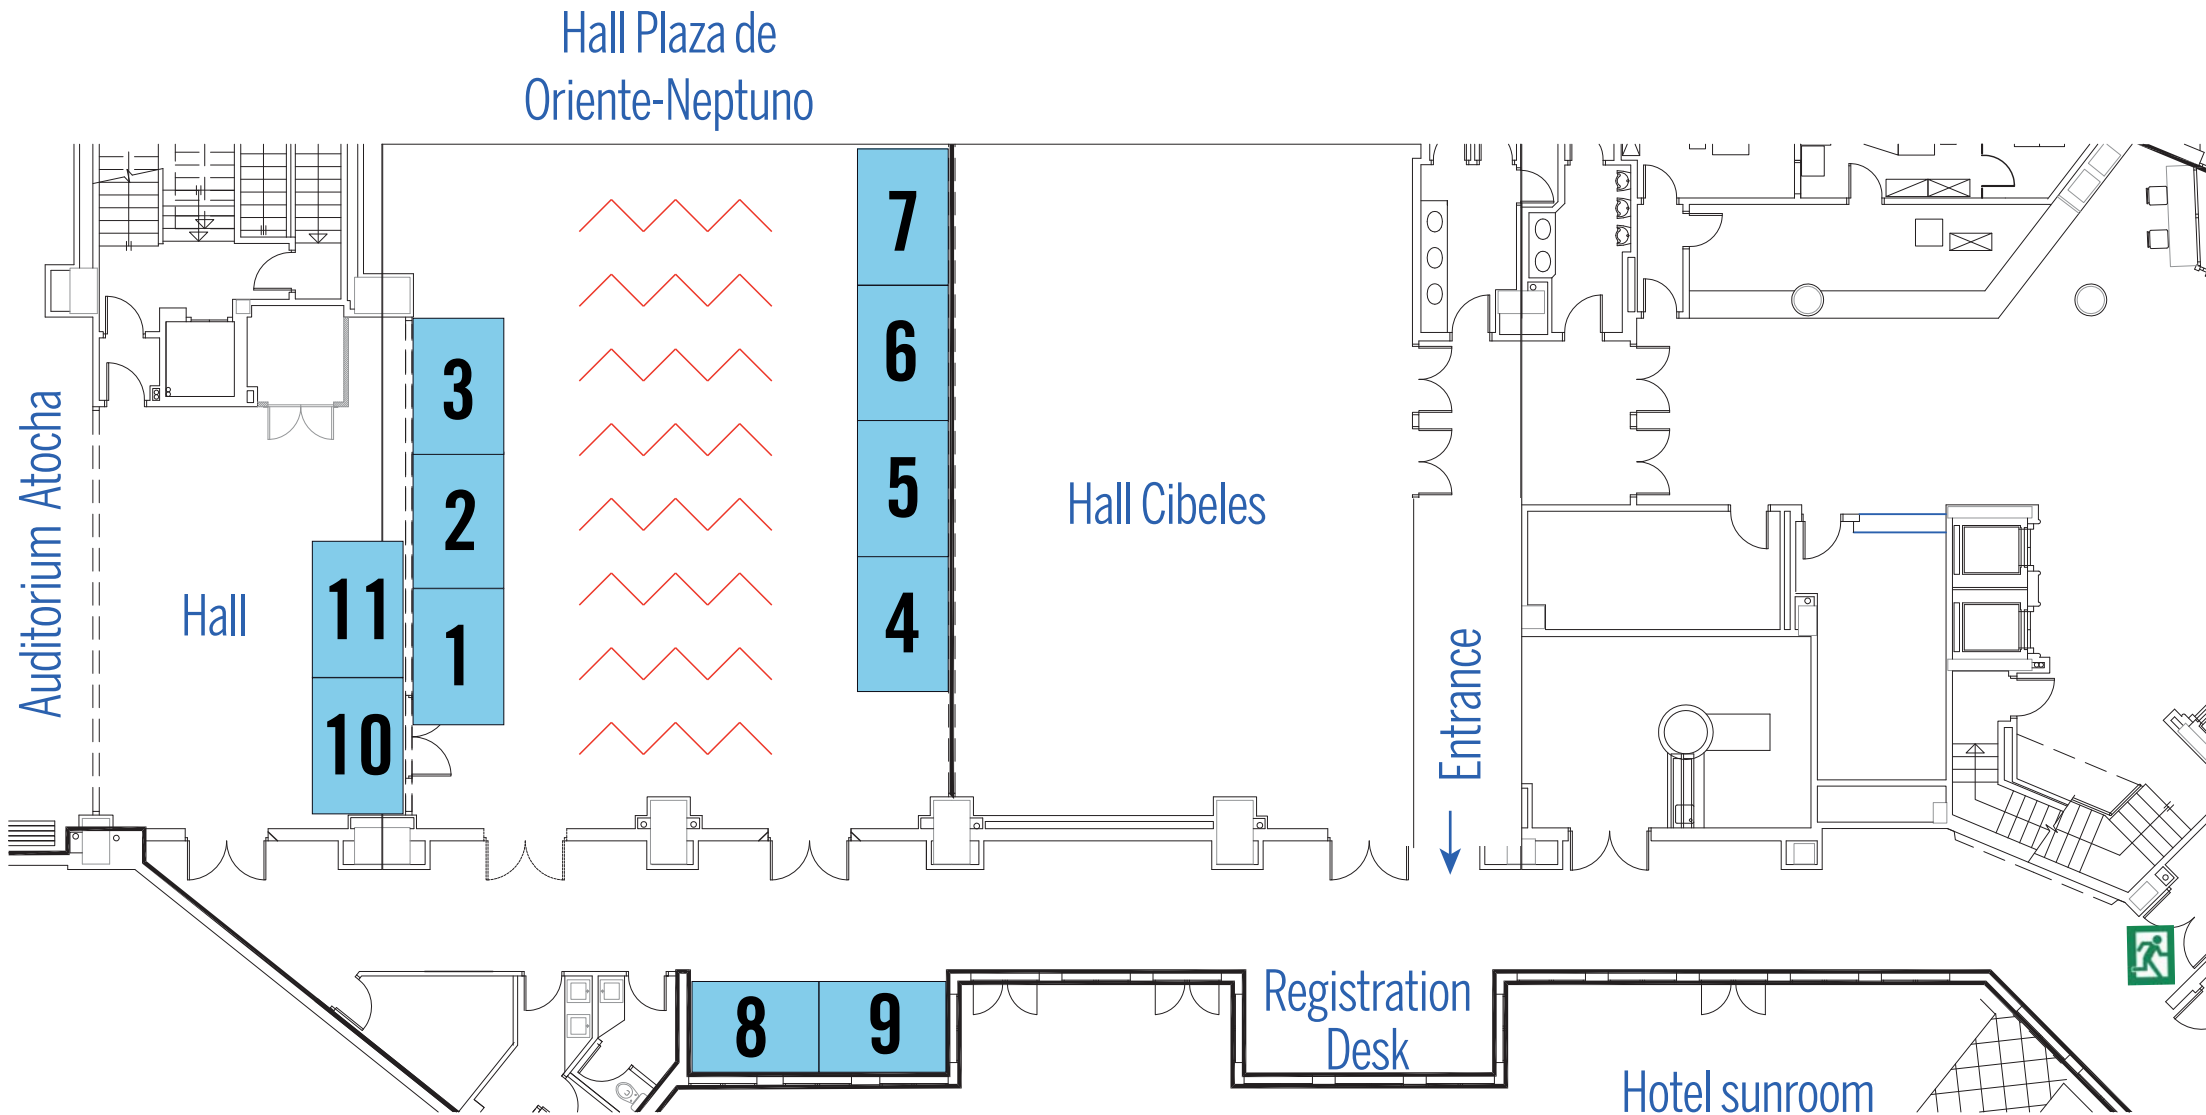 Hall Plaza de
Oriente-Neptuno
7
6
5
4
3
2
1
11
10
Auditorium Atocha
Hall
Hall Cibeles
Entrance
8
9
Registration
Desk
Hotel sunroom